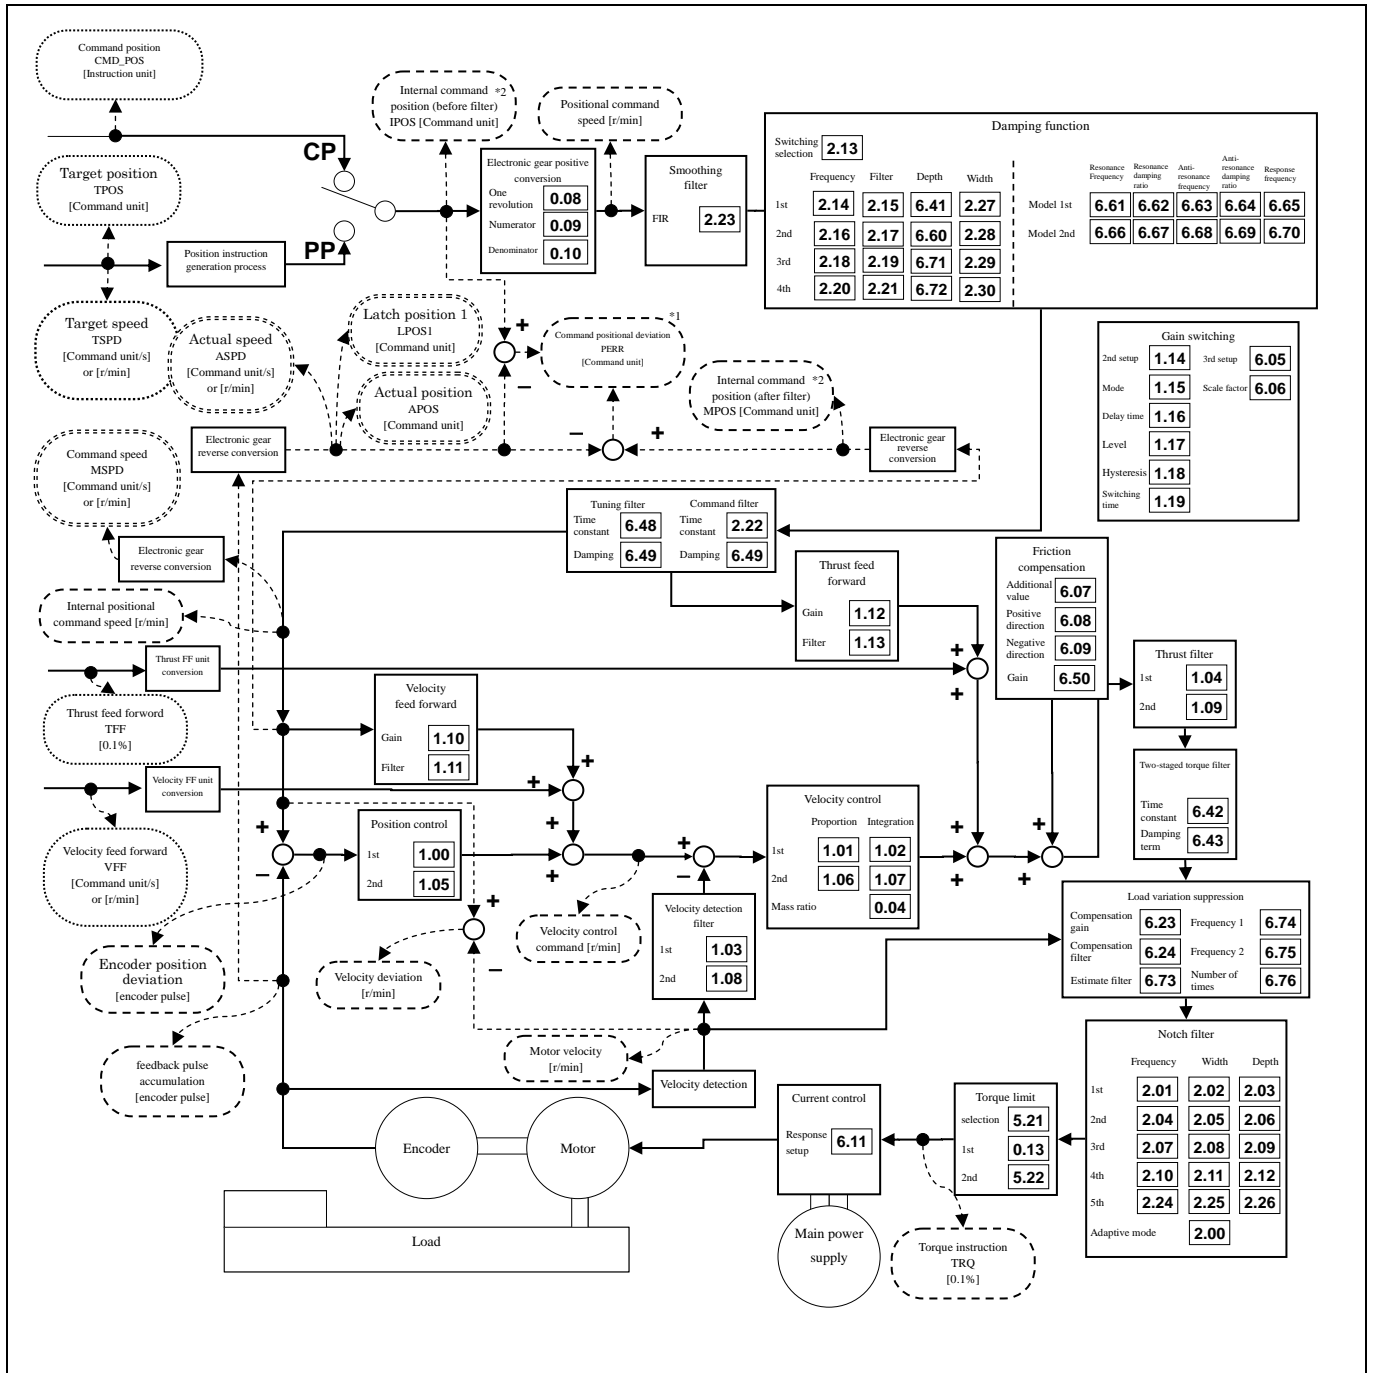 Command position
CMD_POS
[Instruction unit]
Internal command *2
position (before filter)
IPOS [Command unit]
Positional command
speed [r/min]
CP
Target position
TPOS
[Command unit]
PP
Position instruction
generation process
Electronic gear positive
conversion
One
revolution 0.08
Numerator 0.09
Denominator 0.10
Smoothing
filter
FIR 2.23
Damping function
Switching
selection 2.13
Frequency Filter Depth Width
1st 2.14 2.15 6.41 2.27
2nd 2.16 2.17 6.60 2.28
3rd 2.18 2.19 6.71 2.29
4th 2.20 2.21 6.72 2.30
Resonance
Frequency
Resonance
damping
ratio
Anti-
resonance
frequency
Anti-
resonance
damping
ratio
Response
frequency
Model 1st 6.61 6.62 6.63 6.64 6.65
Model 2nd 6.66 6.67 6.68 6.69 6.70
Target speed
TSPD
[Command unit/s]
or [r/min]
Actual speed
ASPD
[Command unit/s]
or [r/min]
Latch position 1
LPOS1
[Command unit]
+
−
*1
Command positional deviation
PERR
[Command unit]
Actual position
APOS
[Command unit]
Internal command *2
position (after filter)
MPOS [Command unit]
Gain switching
2nd setup 1.14 3rd setup 6.05
Mode 1.15 Scale factor 6.06
Delay time 1.16
Level 1.17
Hysteresis 1.18
Switching
time 1.19
Command speed
MSPD
[Command unit/s]
or [r/min]
Electronic gear
reverse conversion
− +
Electronic gear
reverse
conversion
Electronic gear
reverse conversion
Tuning filter Command filter
Time
constant 6.48 Time
constant 2.22
Damping 6.49 Damping 6.49
Thrust feed
forward
Gain 1.12
Filter 1.13
Friction
compensation
Additional
value 6.07
Positive
direction 6.08
Negative
direction 6.09
Gain 6.50
Internal positional
command speed [r/min]
Thrust FF unit
conversion
+
+
Thrust filter
1st 1.04
2nd 1.09
Thrust feed forword
TFF
[0.1%]
Velocity
feed forward
Gain 1.10
Filter 1.11
Velocity FF unit
conversion
+ +
+
Two-staged torque filter
Time
constant 6.42
Damping
term 6.43
Velocity feed forward
VFF
[Command unit/s]
or [r/min]
+
−
Position control
1st 1.00
2nd 1.05
+
+
+
−
Velocity control
Proportion Integration
1st 1.01 1.02
2nd 1.06 1.07
Mass ratio 0.04
+ +
+ +
Load variation suppression
Compensation
gain 6.23 Frequency 1 6.74
Compensation
filter 6.24 Frequency 2 6.75
Estimate filter 6.73 Number of
times 6.76
Encoder position
deviation
[encoder pulse]
Velocity deviation
[r/min]
+
−
Velocity control
command [r/min]
Velocity detection
filter
1st 1.03
2nd 1.08
feedback pulse
accumulation
[encoder pulse]
Motor velocity
[r/min]
Velocity detection
Notch filter
Frequency Width Depth
1st 2.01 2.02 2.03
2nd 2.04 2.05 2.06
3rd 2.07 2.08 2.09
4th 2.10 2.11 2.12
5th 2.24 2.25 2.26
Adaptive mode 2.00
Encoder Motor
Current control
Response
setup 6.11
Torque limit
selection 5.21
1st 0.13
2nd 5.22
Load
Main power
supply
Torque instruction
TRQ
[0.1%]